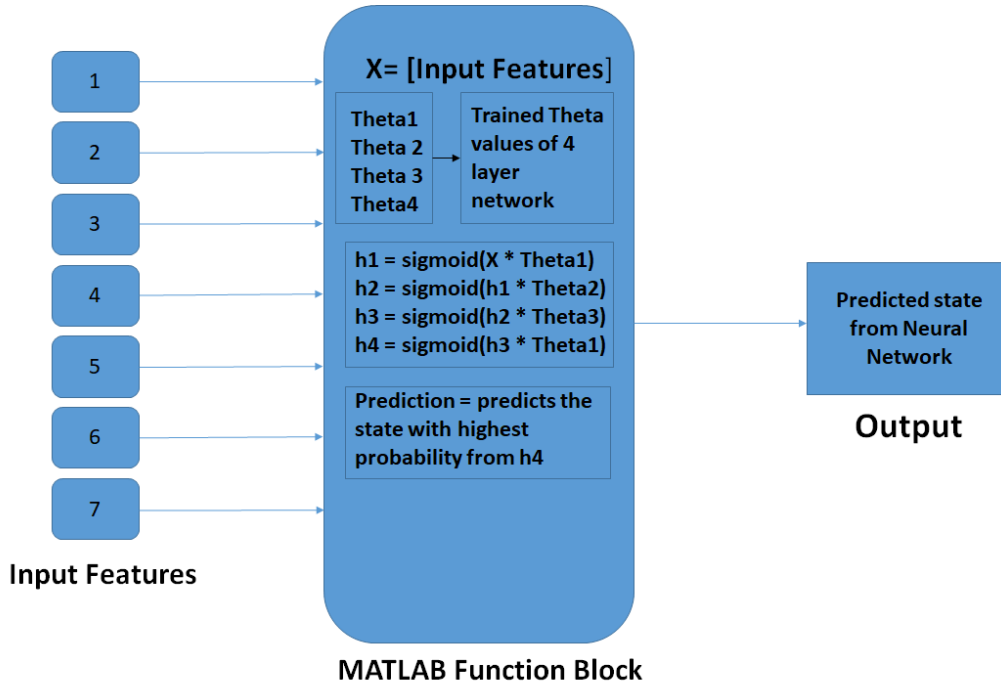 1
2
3
4
5
6
7
Input Features
X= [Input Features]
Theta1
Theta 2
Theta 3
Theta4
Trained Theta
values of 4
layer
network
h1 = sigmoid(X * Theta1)
h2 = sigmoid(h1 * Theta2)
h3 = sigmoid(h2 * Theta3)
h4 = sigmoid(h3 * Theta1)
Prediction = predicts the
state with highest
probability from h4
MATLAB Function Block
Predicted state
from Neural
Network
Output